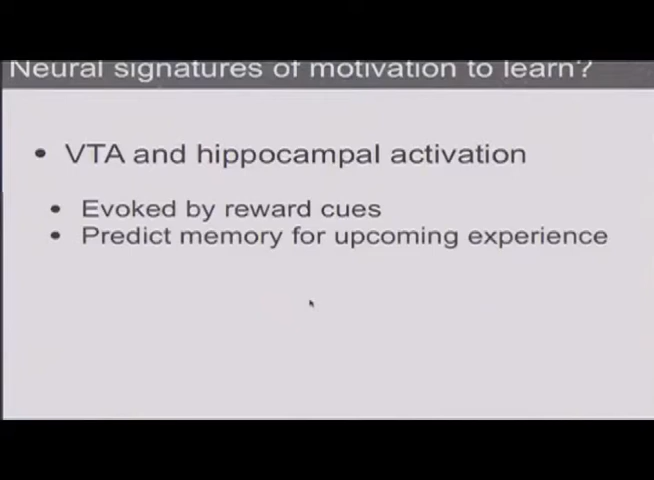 Neural signatures of motivation to learn?
• VTA and hippocampal activation
• Evoked by reward cues
• Predict memory for upcoming experience